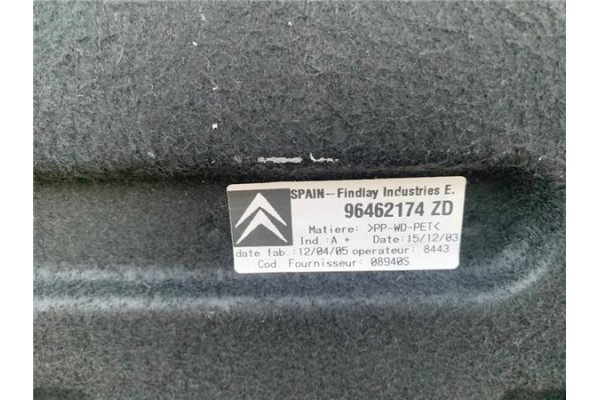 SPAIN-- Findlay Industries E.
96462174 ZD
Matiere: >PP-WD-PET<
Ind.:A + Date:15/12/03
date fab.:12/04/05 operateur: 8443
Cod. Fournisseur: 08940S